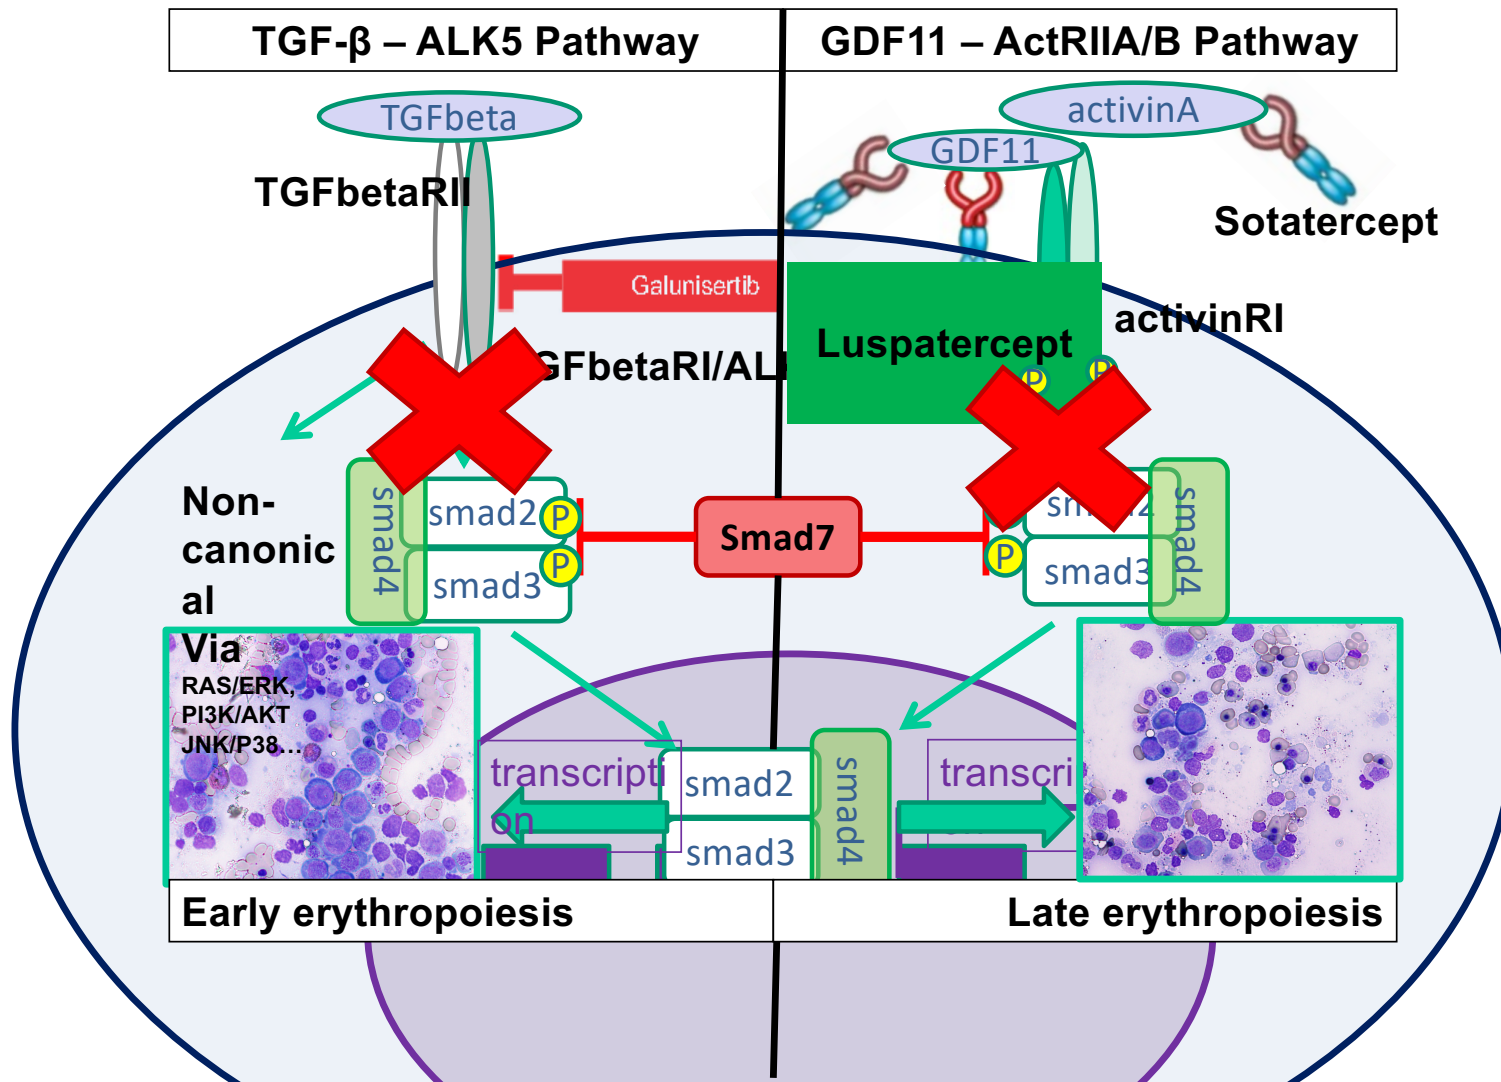 TGF-β – ALK5 Pathway
GDF11 – ActRIIA/B Pathway
TGFbeta
activinA
GDF11
TGFbetaRII
Sotatercept
Galunisertib
activinRI
Luspatercept
GFbetaRI/AL
P
P
smad4
smad2
P
smad3
P
Smad7
P
smad3
smad4
Non-
canonic
al
Via
RAS/ERK,
PI3K/AKT
JNK/P38...
transcripti
on
smad2
smad3
smad4
transcri
Early erythropoiesis
Late erythropoiesis